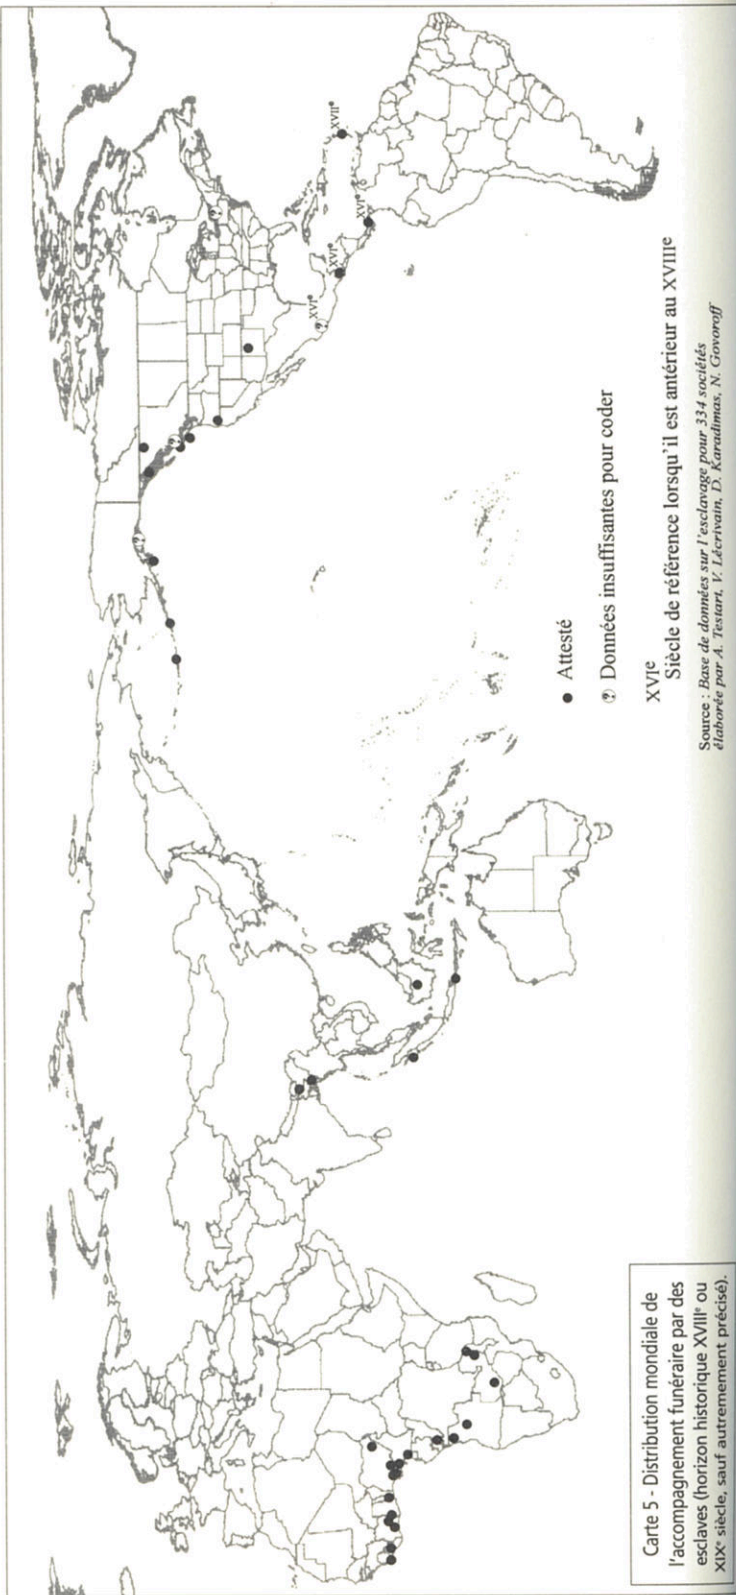 XVIIe
XVIe
XVIe
XVIe
● Attesté
? Données insuffisantes pour coder
XVIe
Siècle de référence lorsqu'il est antérieur au XVIIIe
Source : Base de données sur l'esclavage pour 334 sociétés
élaborée par A. Testart, V. Lécrivain, D. Karadimas, N. Govoroff
Carte 5 - Distribution mondiale de
l'accompagnement funéraire par des
esclaves (horizon historique XVIIIe ou
XIXe siècle, sauf autrement précisé).